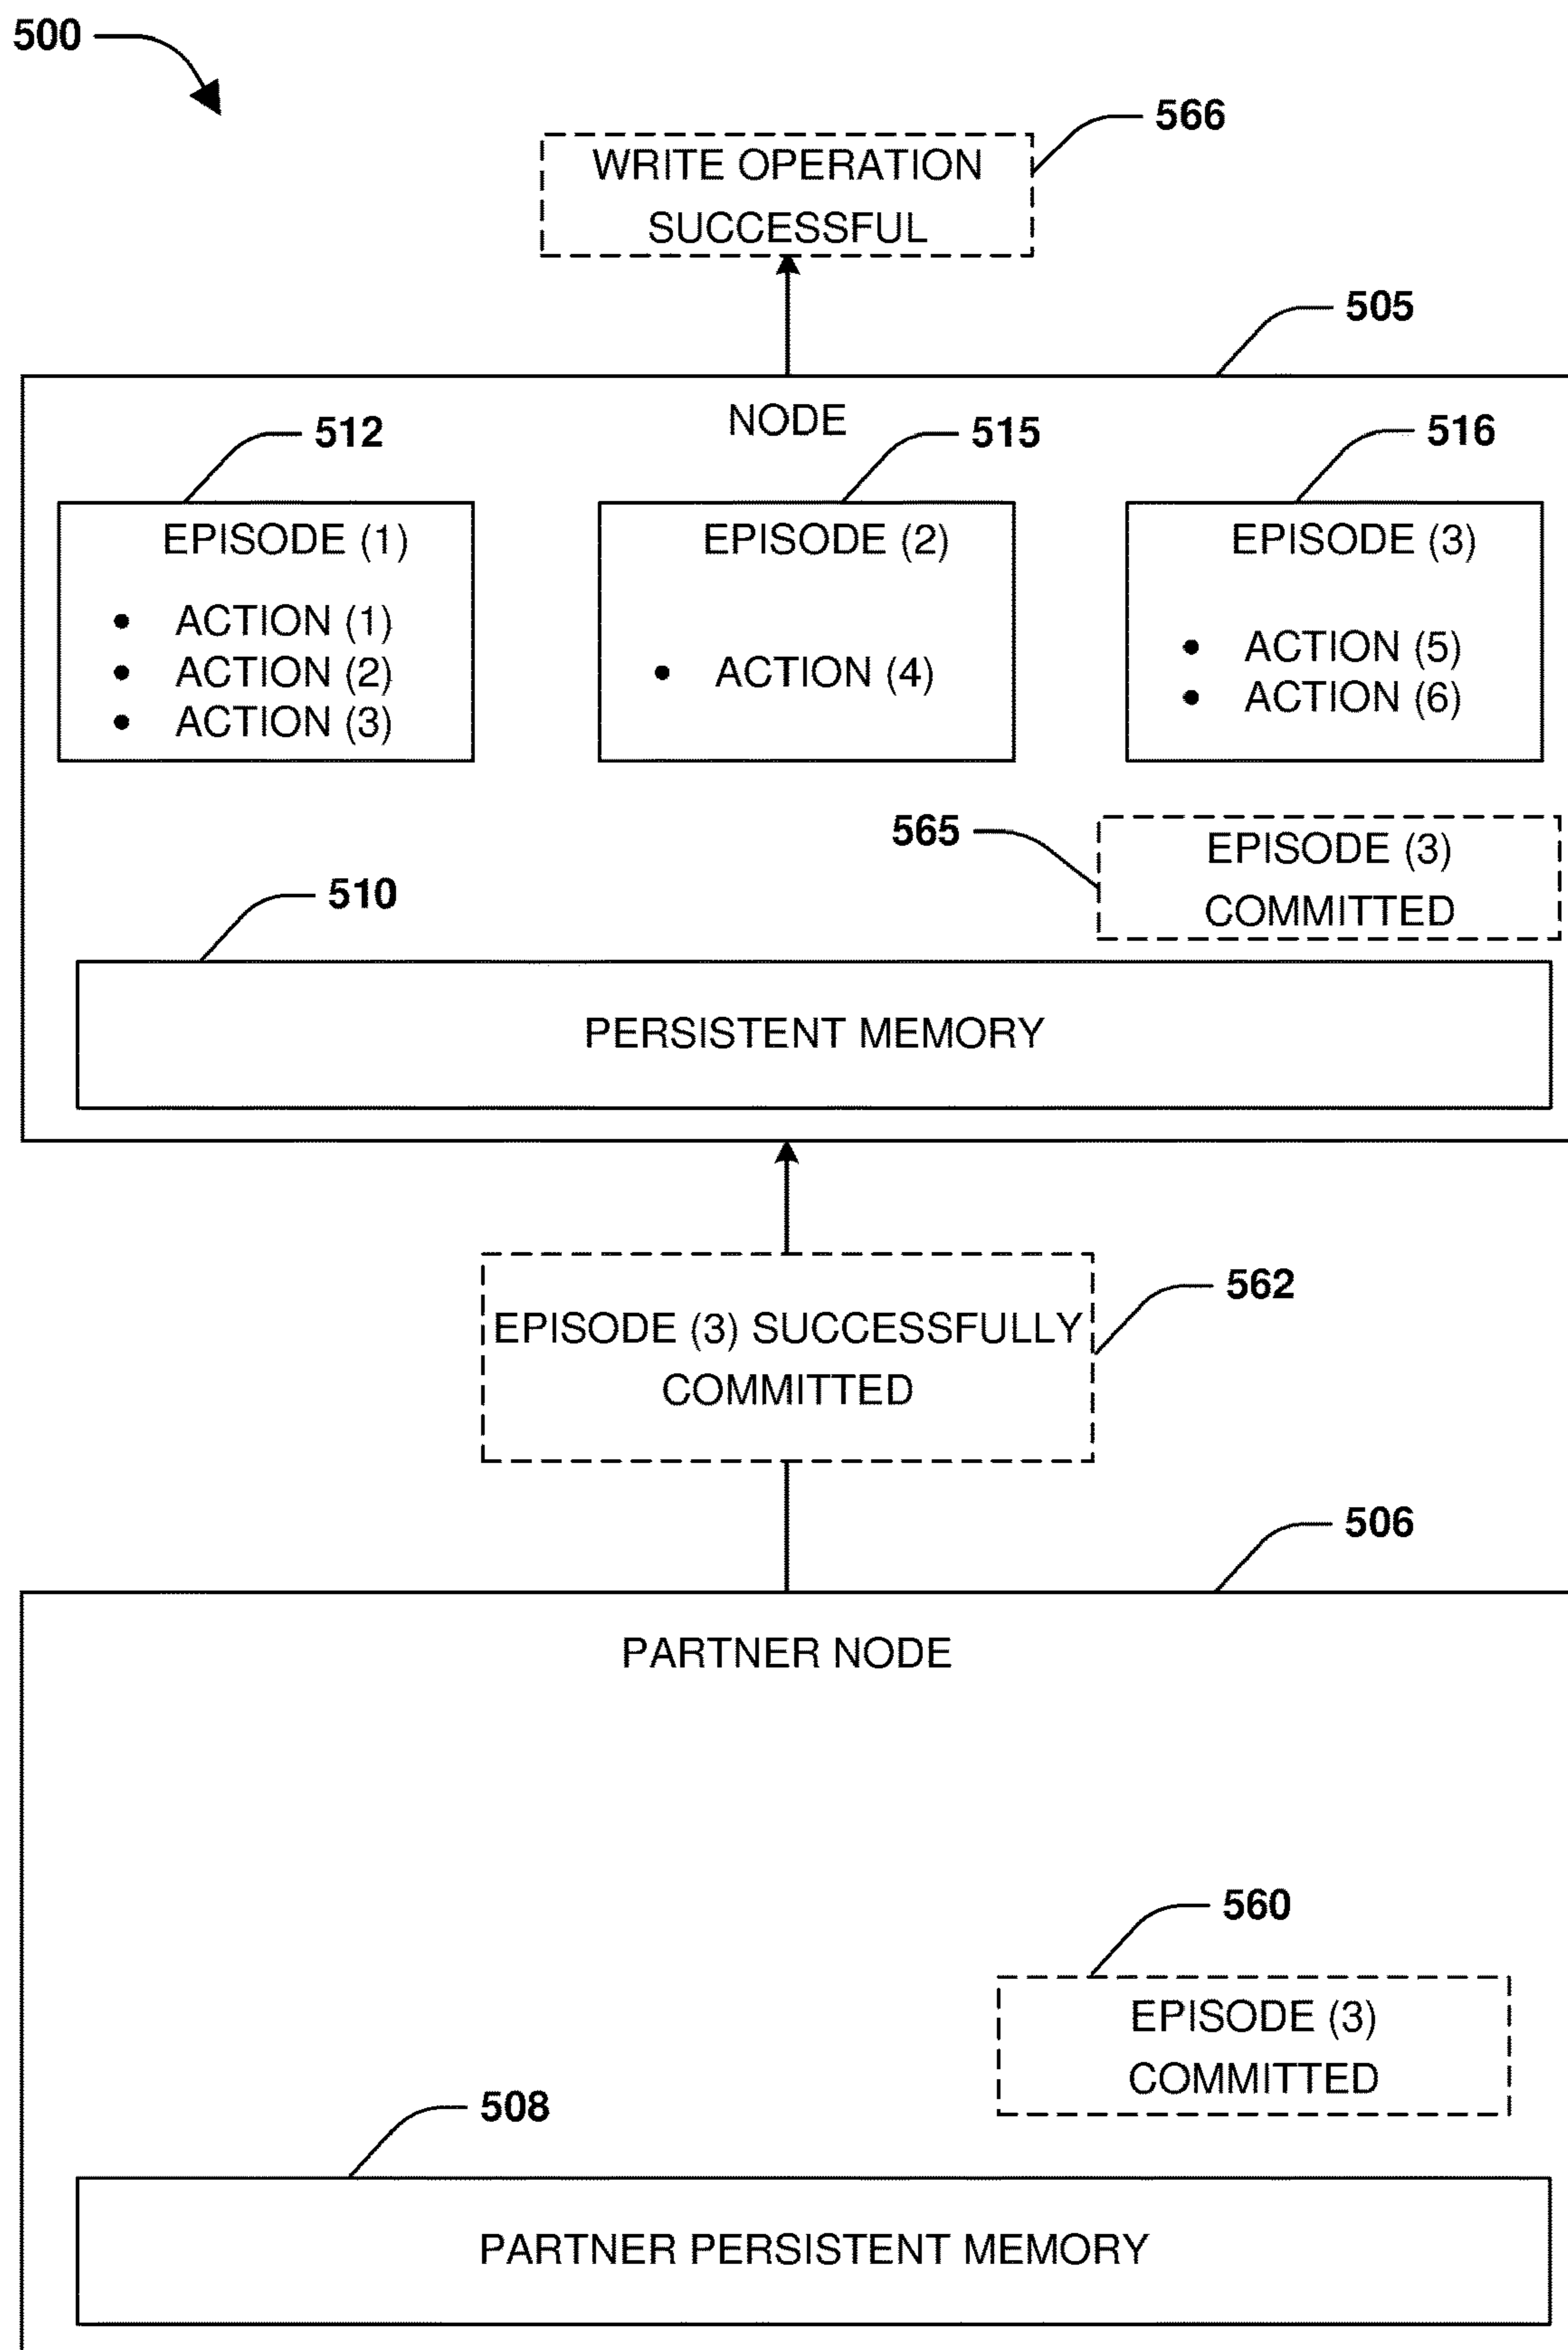 500
566
WRITE OPERATION
SUCCESSFUL
505
NODE
512
515
516
EPISODE (1)
• ACTION (1)
• ACTION (2)
• ACTION (3)
EPISODE (2)
• ACTION (4)
EPISODE (3)
• ACTION (5)
• ACTION (6)
565
EPISODE (3)
COMMITTED
510
PERSISTENT MEMORY
562
EPISODE (3) SUCCESSFULLY
COMMITTED
506
PARTNER NODE
560
EPISODE (3)
COMMITTED
508
PARTNER PERSISTENT MEMORY